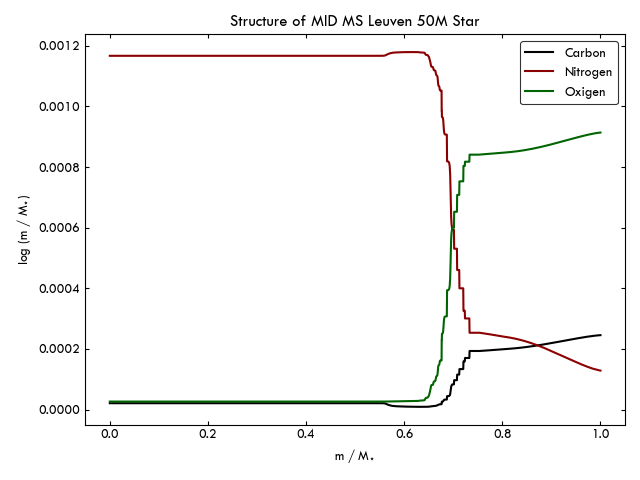 Structure of MID MS Leuven 50M Star
Carbon
Nitrogen
Oxigen
log (m / M*)
0.0012
0.0010
0.0008
0.0006
0.0004
0.0002
0.0000
0.0 0.2 0.4 0.6 0.8 1.0
m / M*